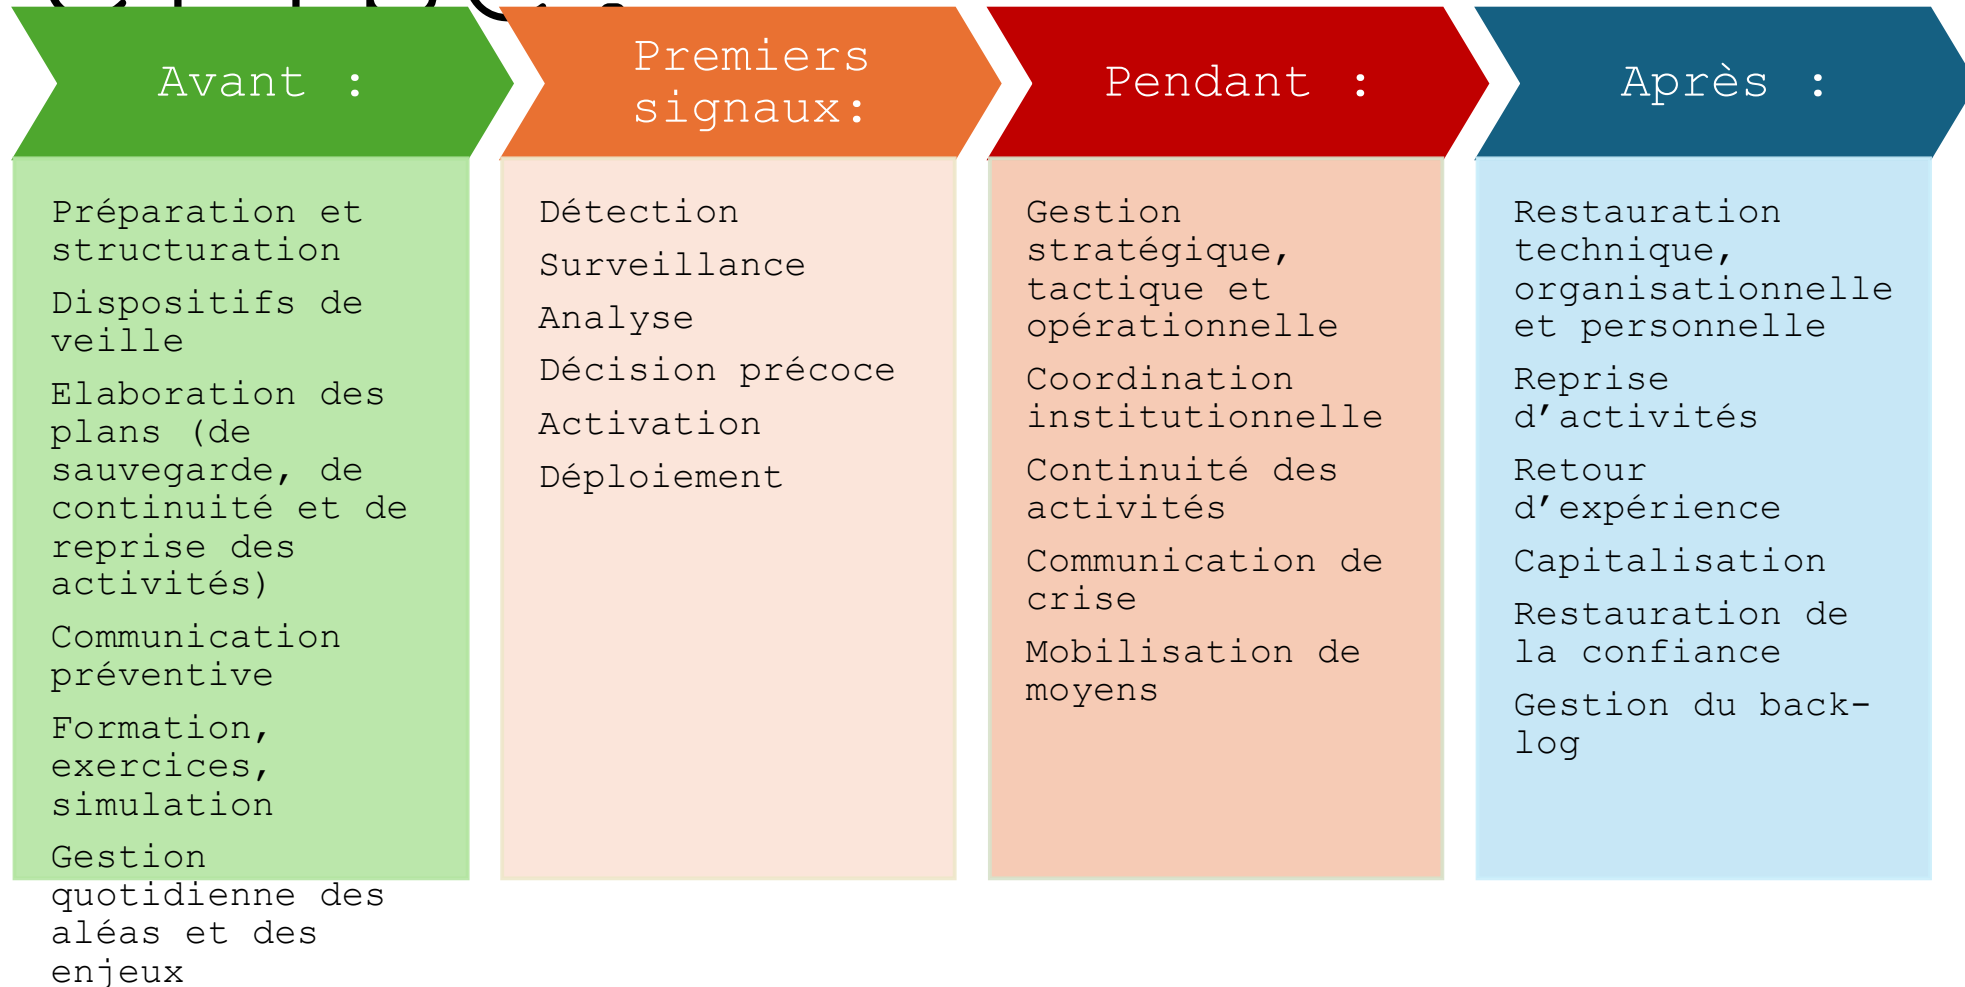 Avant :
Préparation et
structuration
Dispositifs de
veille
Elaboration des
plans (de
sauvegarde, de
continuité et de
reprise des
activités)
Communication
préventive
Formation,
exercices,
simulation
Gestion
quotidienne des
aléas et des
enjeux
Premiers
signaux:
Détection
Surveillance
Analyse
Décision précoce
Activation
Déploiement
Pendant :
Gestion
stratégique,
tactique et
opérationnelle
Coordination
institutionnelle
Continuité des
activités
Communication de
crise
Mobilisation de
moyens
Après :
Restauration
technique,
organisationnelle
et personnelle
Reprise
d’activités
Retour
d’expérience
Capitalisation
Restauration de
la confiance
Gestion du back-
log